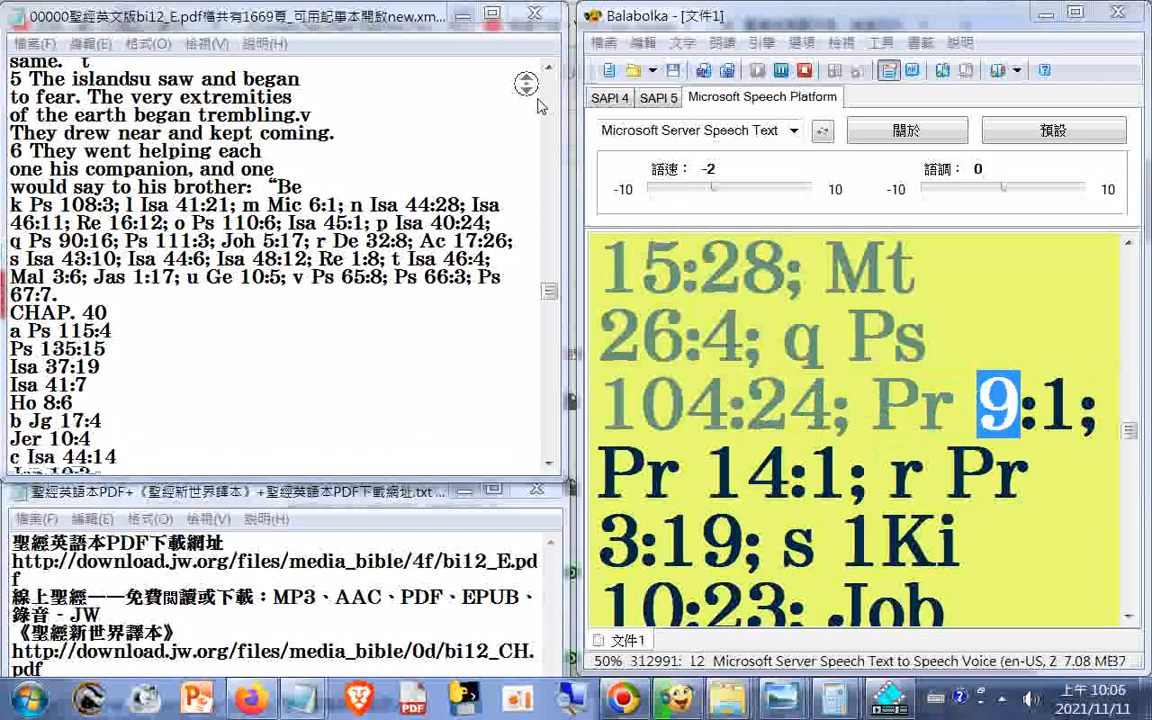 00000聖經英文版bi12_E.pdf檔共有1669頁_可用記事本開啟new.xm...
檔案(F) 編輯(E) 格式(O) 檢視(V) 說明(H)
same. t
5 The islandsu saw and began
to fear. The very extremities
of the earth began trembling.v
They drew near and kept coming.
6 They went helping each
one his companion, and one
would say to his brother: “Be
k Ps 108:3; l Isa 41:21; m Mic 6:1; n Isa 44:28; Isa
46:11; Re 16:12; o Ps 110:6; Isa 45:1; p Isa 40:24;
q Ps 90:16; Ps 111:3; Joh 5:17; r De 32:8; Ac 17:26;
s Isa 43:10; Isa 44:6; Isa 48:12; Re 1:8; t Isa 46:4;
Mal 3:6; Jas 1:17; u Ge 10:5; v Ps 65:8; Ps 66:3; Ps
67:7.
CHAP. 40
a Ps 115:4
Ps 135:15
Isa 37:19
Isa 41:7
Ho 8:6
b Jg 17:4
Jer 10:4
c Isa 44:14
聖經英語本PDF+《聖經新世界譯本》+聖經英語本PDF下載網址.txt ...
檔案(F) 編輯(E) 格式(O) 檢視(V) 說明(H)
聖經英語本PDF下載網址
http://download.jw.org/files/media_bible/4f/bi12_E.pd
f
線上聖經——免費閱讀或下載：MP3、AAC、PDF、EPUB、
錄音 - JW
《聖經新世界譯本》
http://download.jw.org/files/media_bible/0d/bi12_CH.
pdf
Balabolka - [文件1]
檔案 編輯 文字 朗讀 引擎 選項 檢視 工具 書籤 說明
SAPI 4 SAPI 5 Microsoft Speech Platform
Microsoft Server Speech Text 關於 預設
語速： -2 語調： 0
-10 10 -10 10
15:28; Mt
26:4; q Ps
104:24; Pr 9:1;
Pr 14:1; r Pr
3:19; s 1Ki
10:23; Job
文件1
50% 312991: 12 Microsoft Server Speech Text to Speech Voice (en-US, Z 7.08 MB37
上午 10:06
2021/11/11